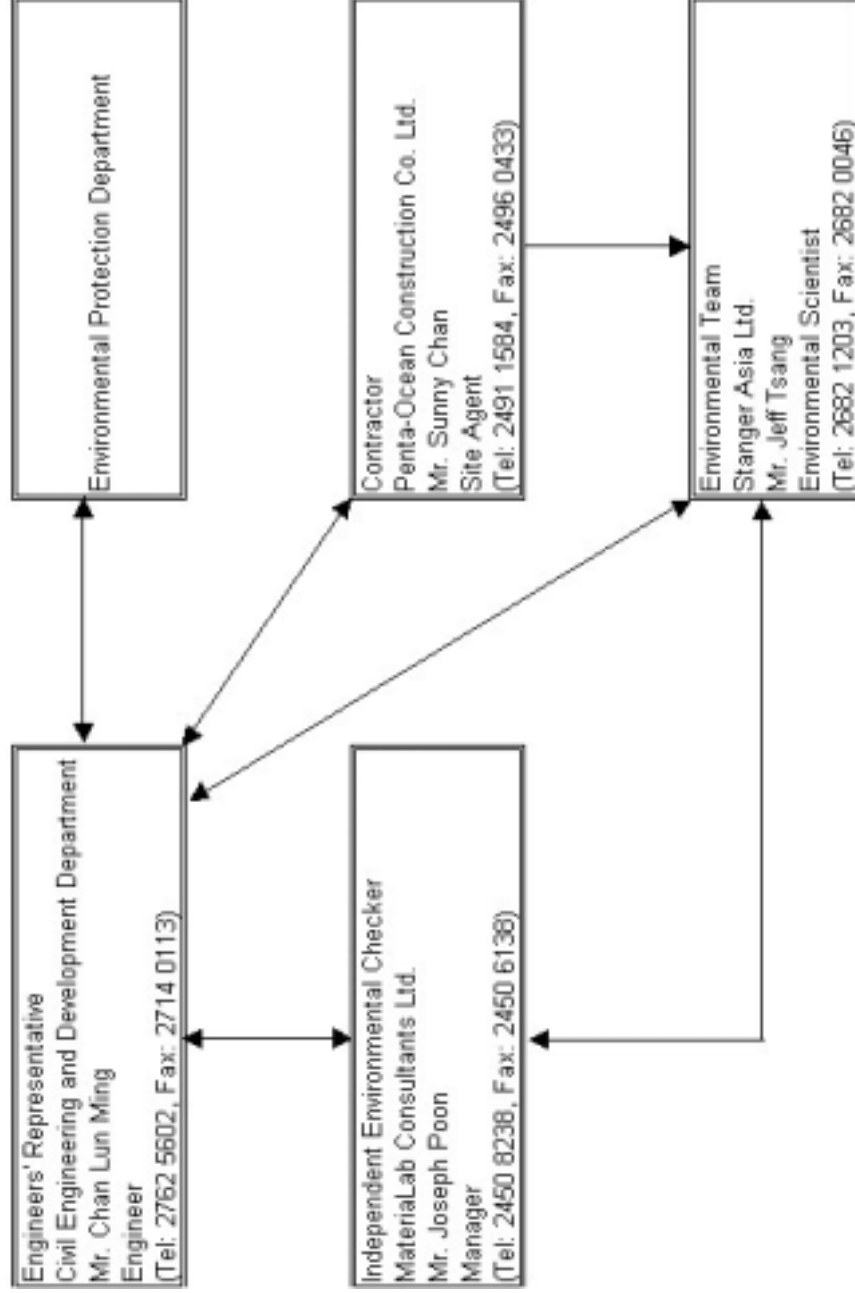 Engineers' Representative
Civil Engineering and Development Department
Mr. Chan Lun Ming
Engineer
(Tel: 2762 5602, Fax: 2714 0113)
Environmental Protection Department
Independent Environmental Checker
MateriaLab Consultants Ltd.
Mr. Joseph Poon
Manager
(Tel: 2450 8238, Fax: 2450 6138)
Contractor
Penta-Ocean Construction Co. Ltd.
Mr. Sunny Chan
Site Agent
(Tel: 2491 1584, Fax: 2496 0433)
Environmental Team
Stanger Asia Ltd.
Mr. Jeff Tsang
Environmental Scientist
(Tel: 2682 1203, Fax: 2682 0046)